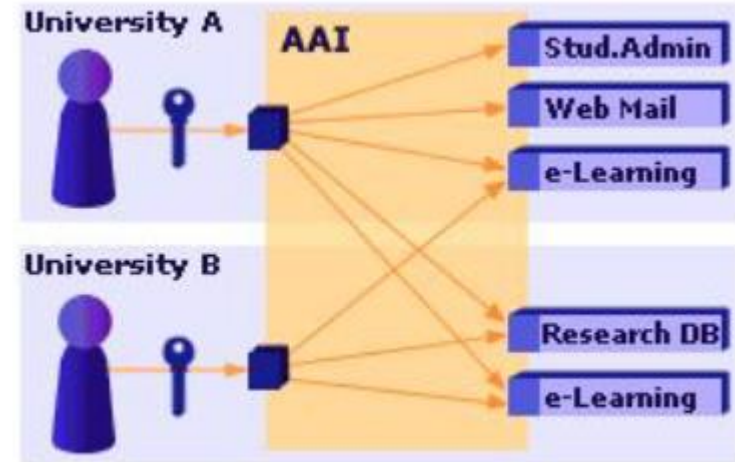 University A
AAI
Stud.Admin
Web Mail
e-Learning
University B
Research DB
e-Learning